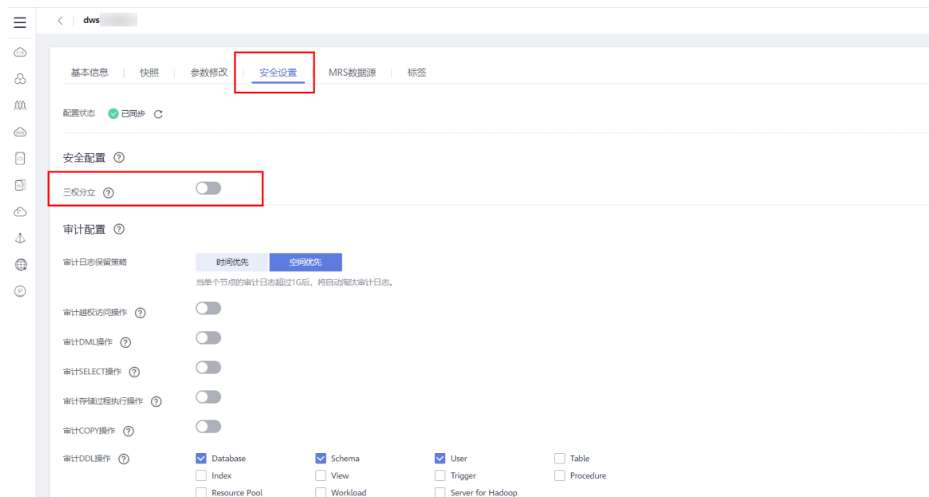 dws
基本信息 快照 参数修改 安全设置 MRS数据源 标签
配置状态 已同步
安全配置
三权分立
审计配置
审计日志保留策略 时间优先 空间优先
当单个节点的审计日志超过1G后，将自动淘汰审计日志。
审计越权访问操作
审计DML操作
审计SELECT操作
审计存储过程执行操作
审计COPY操作
审计DDL操作 Database Schema User Table
Index View Trigger Procedure
Resource Pool Workload Server for Hadoop